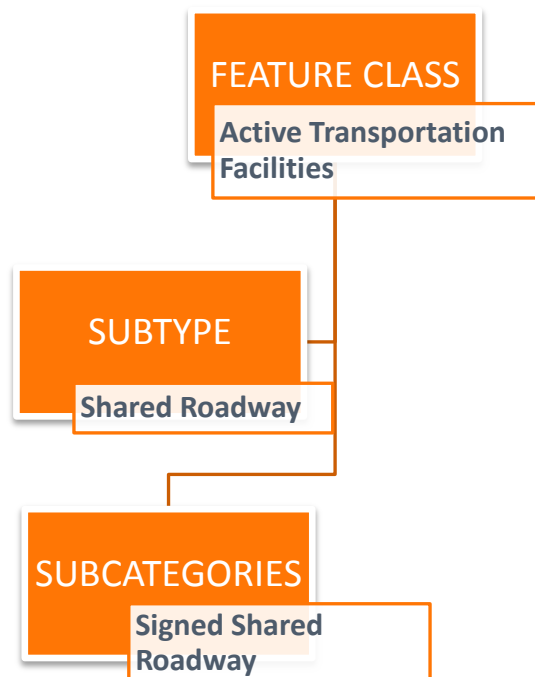 FEATURE CLASS
Active Transportation
Facilities
SUBTYPE
Shared Roadway
SUBCATEGORIES
Signed Shared
Roadway